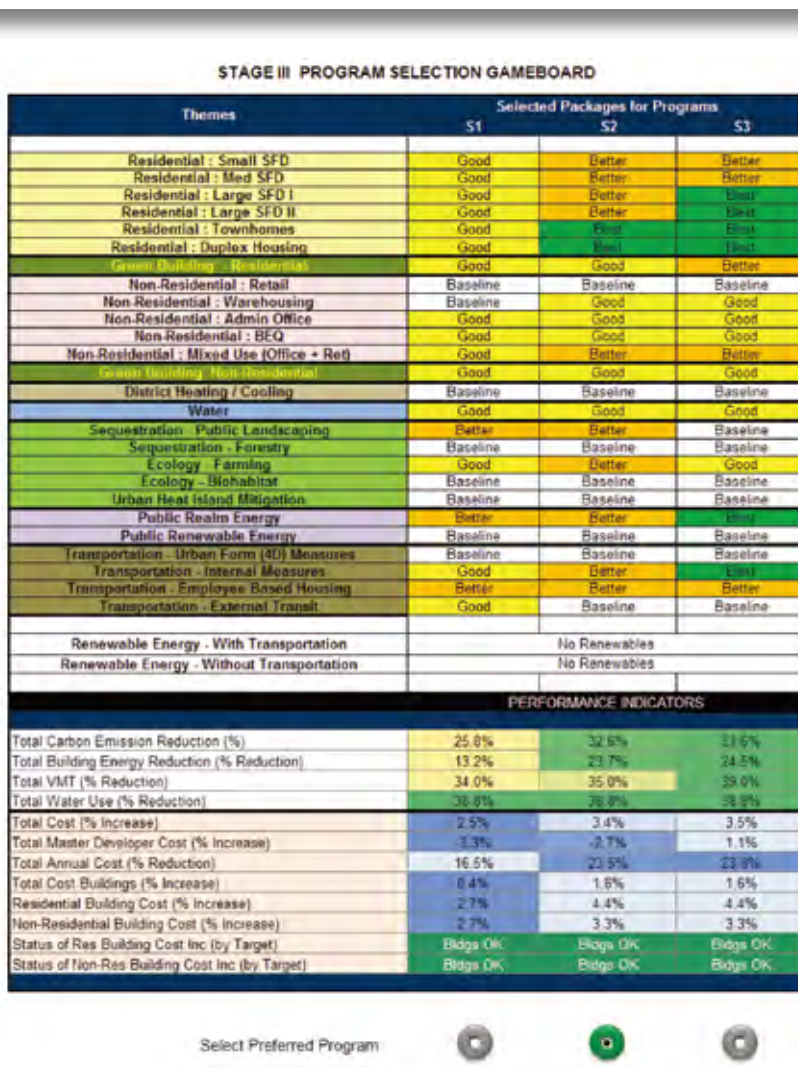 STAGE III PROGRAM SELECTION GAMEBOARD
Themes Selected Packages for Programs
S1 S2 S3
Residential : Small SFD Good Better Better
Residential : Med SFD Good Better Better
Residential : Large SFD I Good Better Best
Residential : Large SFD II Good Better Best
Residential : Townhomes Good Best Best
Residential : Duplex Housing Good Best Best
Green Building - Residential Good Good Better
Non-Residential : Retail Baseline Baseline Baseline
Non-Residential : Warehousing Baseline Good Good
Non-Residential : Admin Office Good Good Good
Non-Residential : BEQ Good Good Good
Non-Residential : Mixed Use (Office + Ret) Good Better Better
Green Building Non-Residential Good Good Good
District Heating / Cooling Baseline Baseline Baseline
Water Good Good Good
Sequestration - Public Landscaping Better Better Baseline
Sequestration - Forestry Baseline Baseline Baseline
Ecology - Farming Good Better Good
Ecology - Biohabitat Baseline Baseline Baseline
Urban Heat Island Mitigation Baseline Baseline Baseline
Public Realm Energy Better Better Best
Public Renewable Energy Baseline Baseline Baseline
Transportation - Urban Form (4D) Measures Baseline Baseline Baseline
Transportation - Internal Measures Good Better Best
Transportation - Employee Based Housing Better Better Better
Transportation - External Transit Good Baseline Baseline
Renewable Energy - With Transportation No Renewables
Renewable Energy - Without Transportation No Renewables
PERFORMANCE INDICATORS
Total Carbon Emission Reduction (%) 25.8% 32.6%
Total Building Energy Reduction (% Reduction) 13.2% 23.7% 24.5%
Total VMT (% Reduction) 34.0% 35.0% 39.0%
Total Water Use (% Reduction) 38.8% 38.8% 38.8%
Total Cost (% Increase) 2.5% 3.4% 3.5%
Total Master Developer Cost (% Increase) -3.3% -2.7% 1.1%
Total Annual Cost (% Reduction) 16.5% 23.5%
Total Cost Buildings (% Increase) 0.4% 1.6% 1.6%
Residential Building Cost (% Increase) 2.7% 4.4% 4.4%
Non-Residential Building Cost (% Increase) 2.7% 3.3% 3.3%
Status of Res Building Cost Inc (by Target) Bldgs OK Bldgs OK Bldgs OK
Status of Non-Res Building Cost Inc (by Target) Bldgs OK Bldgs OK Bldgs OK
Select Preferred Program